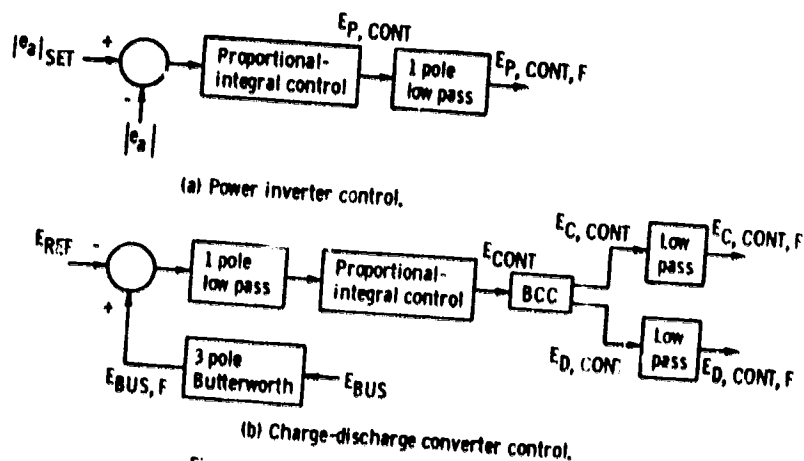 |e_a|_SET
+
-
|e_a|
Proportional-
integral control
E_P, CONT
1 pole
low pass
E_P, CONT, F
(a) Power inverter control.
E_REF
-
+
1 pole
low pass
Proportional-
integral control
E_CONT
BCC
E_C, CONT
Low
pass
E_C, CONT, F
E_D, CONT
Low
pass
E_D, CONT, F
E_BUS, F
3 pole
Butterworth
E_BUS
(b) Charge-discharge converter control.